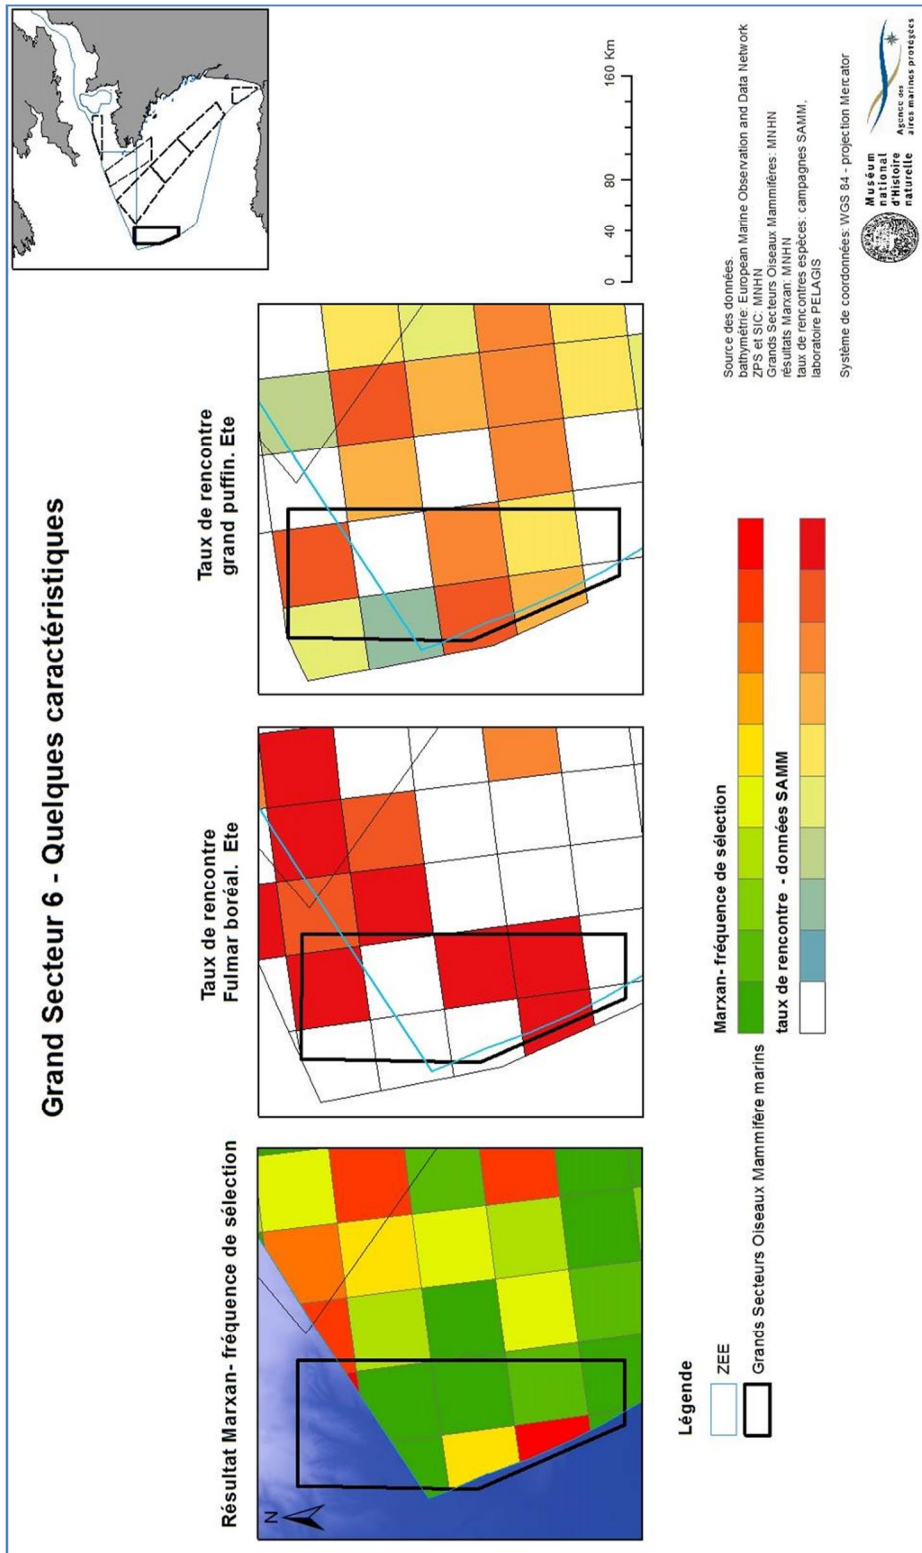 Grand Secteur 6 - Quelques caractéristiques
Résultat Marxan- fréquence de sélection
Taux de rencontre
Fulmar boréal.  Ete
Taux de rencontre
grand puffin. Ete
N
0 40 80 160 Km
Légende
ZEE
Grands Secteurs Oiseaux Mammifère marins
Marxan- fréquence de sélection
taux de rencontre - données SAMM
Source des données.
bathymétrie: European Marine Observation and Data Network
ZPS et SIC: MNHN
Grands Secteurs Oiseaux Mammifères: MNHN
résultats Marxan: MNHN
taux de rencontres espèces: campagnes SAMM,
laboratoire PELAGIS
Système de coordonnées: WGS 84 - projection Mercator
Muséum
national
d'Histoire
naturelle
Agence des
aires marines protégées